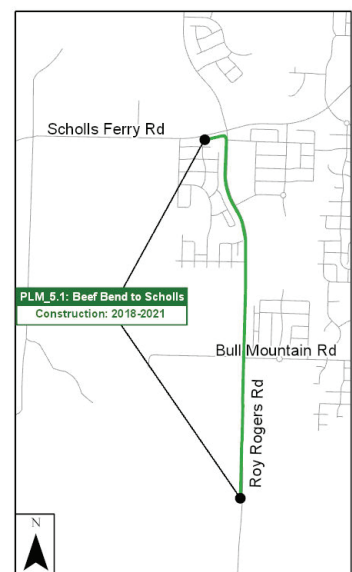 Scholls Ferry Rd
PLM_5.1: Beef Bend to Scholls
Construction: 2018-2021
Bull Mountain Rd
Roy Rogers Rd
N